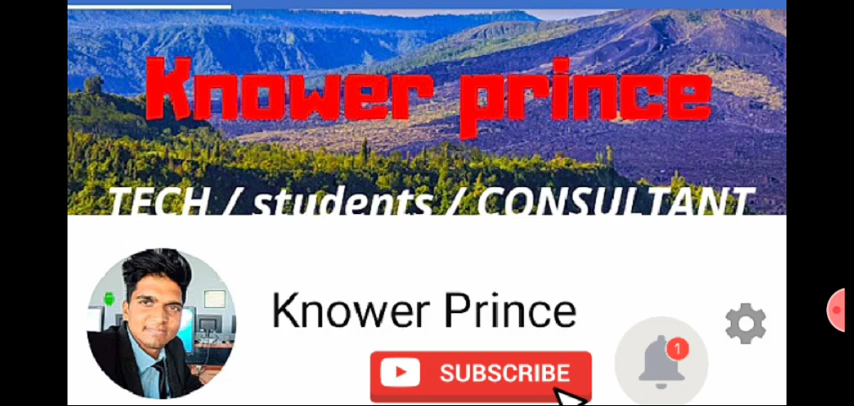 Knower prince
TECH / students / CONSULTANT
Knower Prince
SUBSCRIBE
1